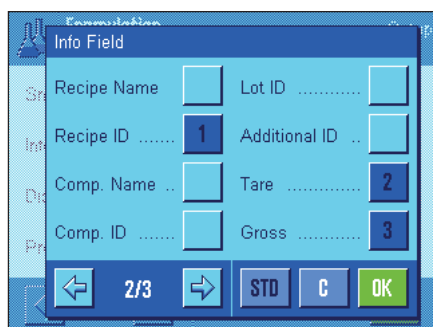 Formulation
Info Field
Recipe Name
Lot ID ............
Recipe ID ....... 1
Additional ID ..
Comp. Name ..
Tare ............. 2
Comp. ID .......
Gross ............ 3
2/3
STD
C
OK